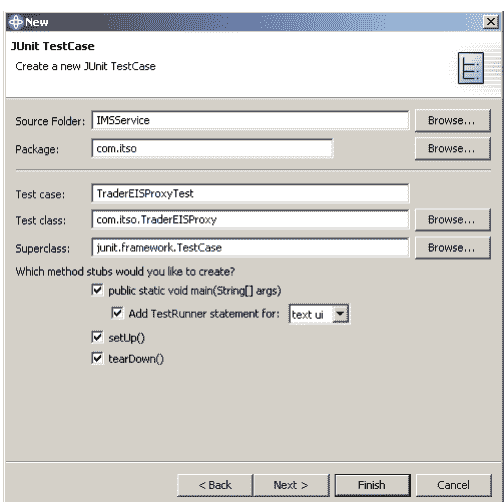 New
JUnit TestCase
Create a new JUnit TestCase
Source Folder: IMSService Browse...
Package: com.itso Browse...
Test case: TraderEISProxyTest
Test class: com.itso.TraderEISProxy Browse...
Superclass: junit.framework.TestCase Browse...
Which method stubs would you like to create?
public static void main(String[] args)
Add TestRunner statement for: text ui
setUp()
tearDown()
< Back Next > Finish Cancel